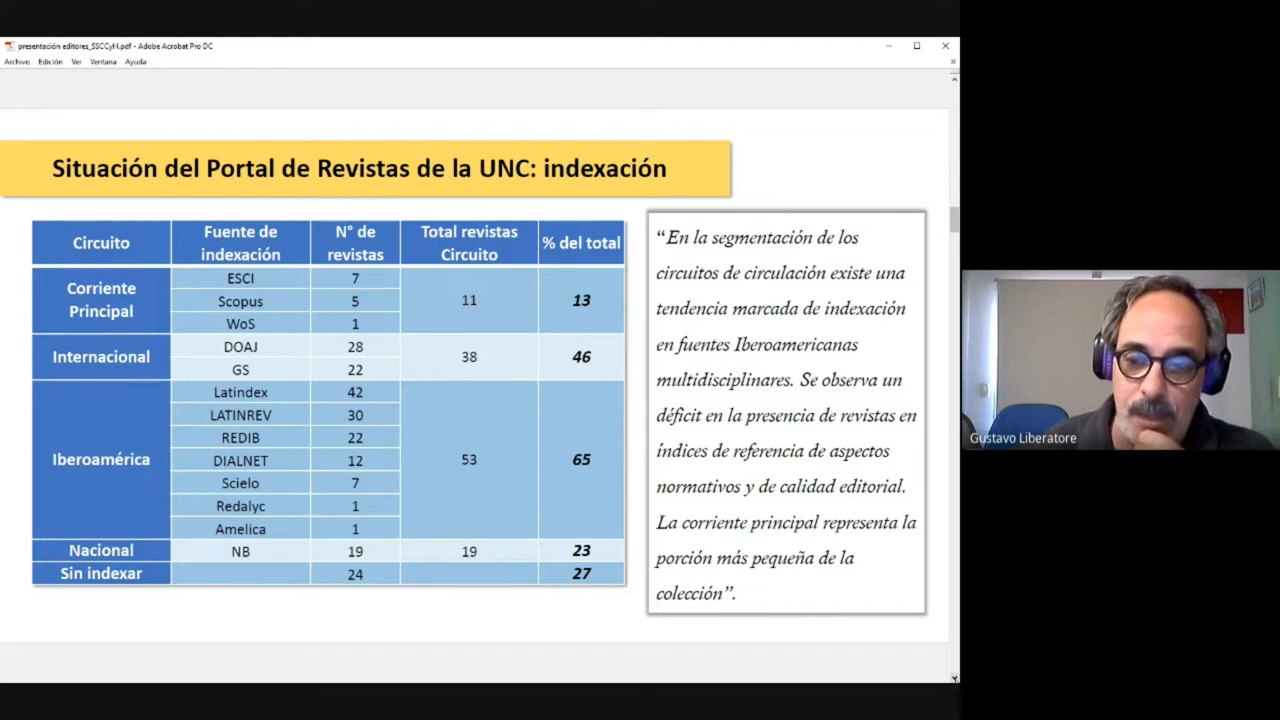 presentación editores_SSCCyH.pdf - Adobe Acrobat Pro DC
Archivo Edición Ver Ventana Ayuda
Situación del Portal de Revistas de la UNC: indexación
Circuito Fuente de indexación N° de revistas Total revistas Circuito % del total
Corriente Principal ESCI 7 11 13
Scopus 5
WoS 1
Internacional DOAJ 28 38 46
GS 22
Iberoamérica Latindex 42 53 65
LATINREV 30
REDIB 22
DIALNET 12
Scielo 7
Redalyc 1
Amelica 1
Nacional NB 19 19 23
Sin indexar 24 27
“En la segmentación de los
circuitos de circulación existe una
tendencia marcada de indexación
en fuentes Iberoamericanas
multidisciplinares. Se observa un
déficit en la presencia de revistas en
índices de referencia de aspectos
normativos y de calidad editorial.
La corriente principal representa la
porción más pequeña de la
colección”.
Gustavo Liberatore